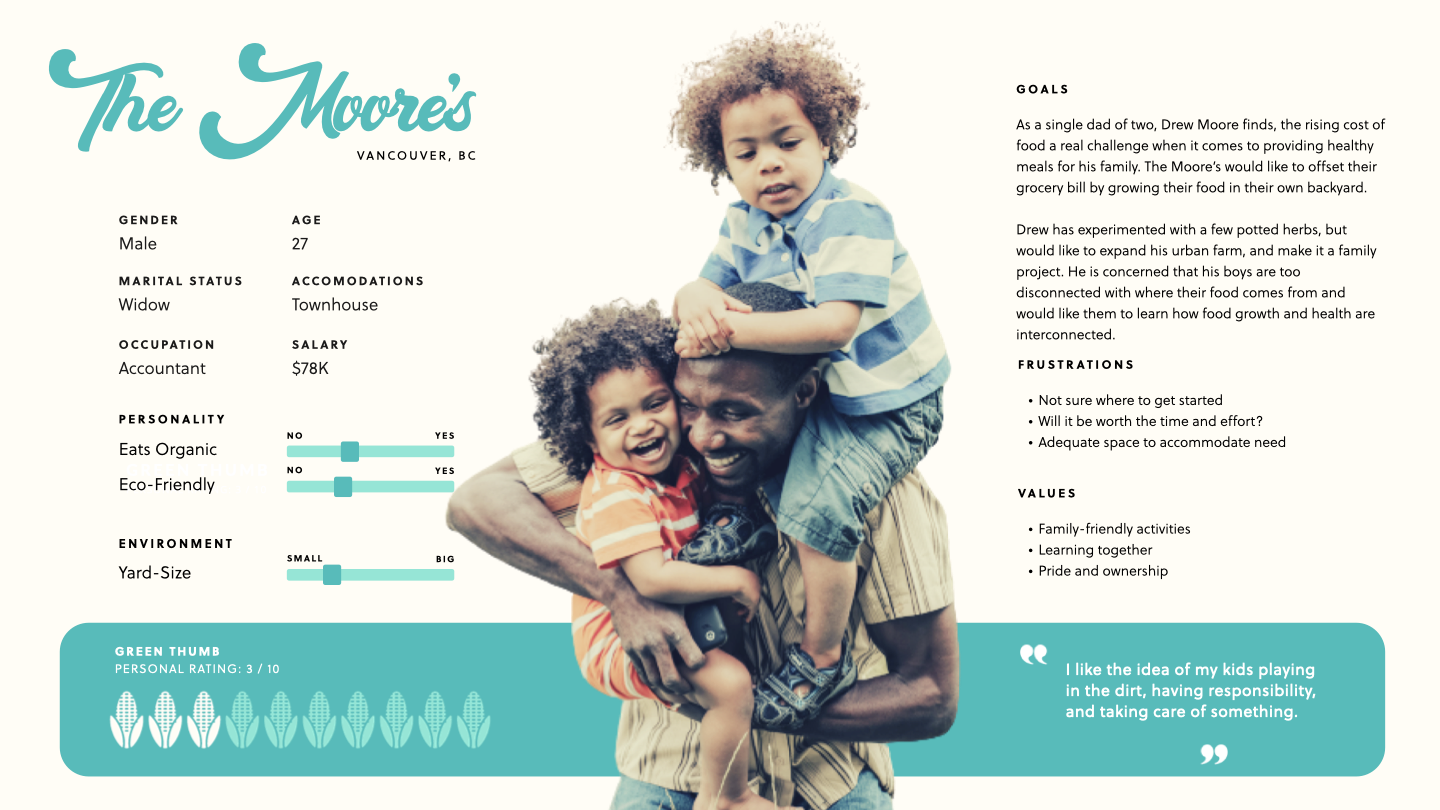 The Moore's
VANCOUVER, BC
GENDER
Male
AGE
27
MARITAL STATUS
Widow
ACCOMODATIONS
Townhouse
OCCUPATION
Accountant
SALARY
$78K
PERSONALITY
Eats Organic
NO YES
Eco-Friendly
NO YES
ENVIRONMENT
Yard-Size
SMALL BIG
GREEN THUMB
PERSONAL RATING: 3 / 10
GOALS
As a single dad of two, Drew Moore finds, the rising cost of
food a real challenge when it comes to providing healthy
meals for his family. The Moore's would like to offset their
grocery bill by growing their food in their own backyard.
Drew has experimented with a few potted herbs, but
would like to expand his urban farm, and make it a family
project. He is concerned that his boys are too
disconnected with where their food comes from and
would like them to learn how food growth and health are
interconnected.
FRUSTRATIONS
• Not sure where to get started
• Will it be worth the time and effort?
• Adequate space to accommodate need
VALUES
• Family-friendly activities
• Learning together
• Pride and ownership
“ I like the idea of my kids playing
in the dirt, having responsibility,
and taking care of something.
”